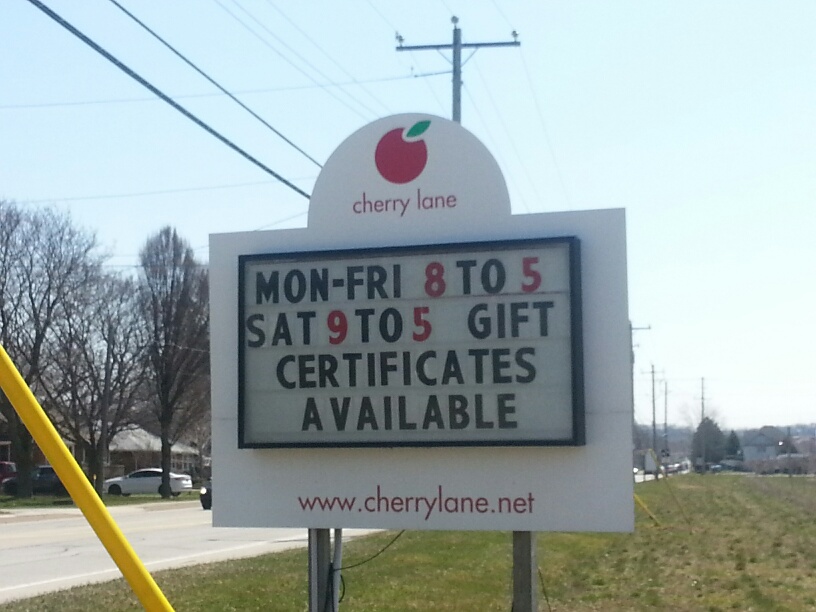 cherry lane
MON-FRI 8 TO 5
SAT 9 TO 5 GIFT
CERTIFICATES
AVAILABLE
www.cherrylane.net